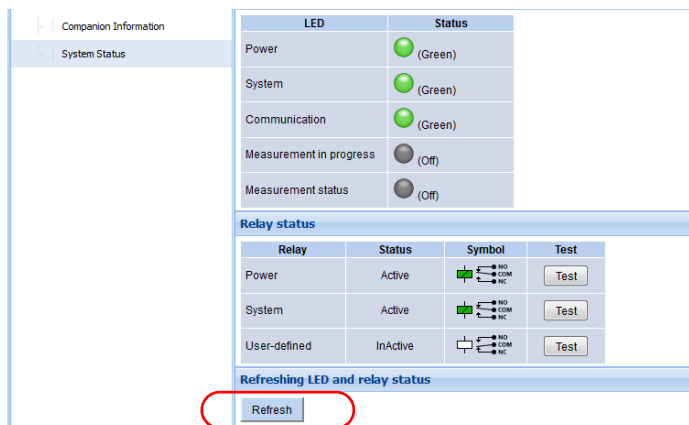 Companion Information
System Status
LED Status
Power (Green)
System (Green)
Communication (Green)
Measurement in progress (Off)
Measurement status (Off)
Relay status
Relay Status Symbol Test
Power Active NO COM NC Test
System Active NO COM NC Test
User-defined InActive NO COM NC Test
Refreshing LED and relay status
Refresh